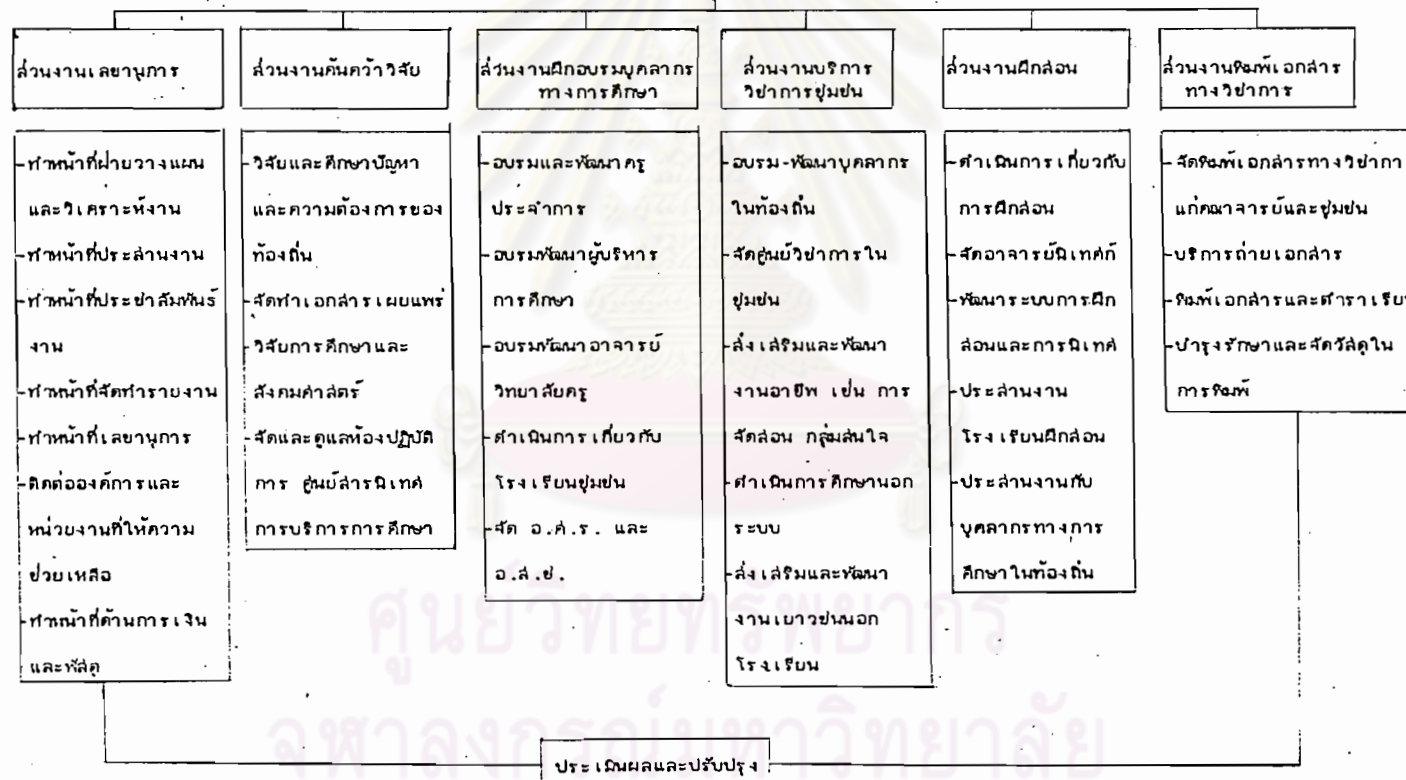 ส่วนงานเลขานุการ
-ทำหน้าที่ฝ่ายวางแผน
และวิเคราะห์งาน
-ทำหน้าที่ประสานงาน
-ทำหน้าที่ประชาสัมพันธ์
งาน
-ทำหน้าที่จัดทำรายงาน
-ทำหน้าที่เลขานุการ
-ติดต่อองค์การและ
หน่วยงานที่ให้ความ
ช่วยเหลือ
-ทำหน้าที่ด้านการเงิน
และพัสดุ
ส่วนงานค้นคว้าวิจัย
-วิจัยและศึกษาปัญหา
และความต้องการของ
ท้องถิ่น
-จัดทำเอกสารเผยแพร่
-วิจัยการศึกษาและ
สังคมศาสตร์
-จัดและดูแลห้องปฏิบัติ
การ ศูนย์สารนิเทศ
การบริการการศึกษา
ส่วนงานฝึกอบรมบุคลากร
ทางการศึกษา
-อบรมและพัฒนาครู
ประจำการ
-อบรมพัฒนาผู้บริหาร
การศึกษา
-อบรมพัฒนาอาจารย์
วิทยาลัยครู
-ดำเนินการเกี่ยวกับ
โรงเรียนชุมชน
-จัด อ.ศ.ร. และ
อ.ส.ช.
ส่วนงานบริการ
วิชาการชุมชน
-อบรม-พัฒนาบุคลากร
ในท้องถิ่น
-จัดศูนย์วิชาการใน
ชุมชน
-ส่งเสริมและพัฒนา
งานอาชีพ เช่น การ
จัดสอน กลุ่มสนใจ
-ดำเนินการศึกษานอก
ระบบ
-ส่งเสริมและพัฒนา
งานเยาวชนนอก
โรงเรียน
ส่วนงานฝึกสอน
-ดำเนินการเกี่ยวกับ
การฝึกสอน
-จัดอาจารย์นิเทศก์
-พัฒนาระบบการฝึก
สอนและการนิเทศ
-ประสานงาน
โรงเรียนฝึกสอน
-ประสานงานกับ
บุคลากรทางการ
ศึกษาในท้องถิ่น
ส่วนงานพิมพ์เอกสาร
ทางวิชาการ
-จัดพิมพ์เอกสารทางวิชากา
แก่คณาจารย์และชุมชน
-บริการถ่ายเอกสาร
-พิมพ์เอกสารและตำราเรีย
-บำรุงรักษาและจัดวัสดุใน
การพิมพ์
ประเมินผลและปรับปรุง
ศูนย์วิทยทรัพยากร
จุฬาลงกรณ์มหาวิทยาลัย